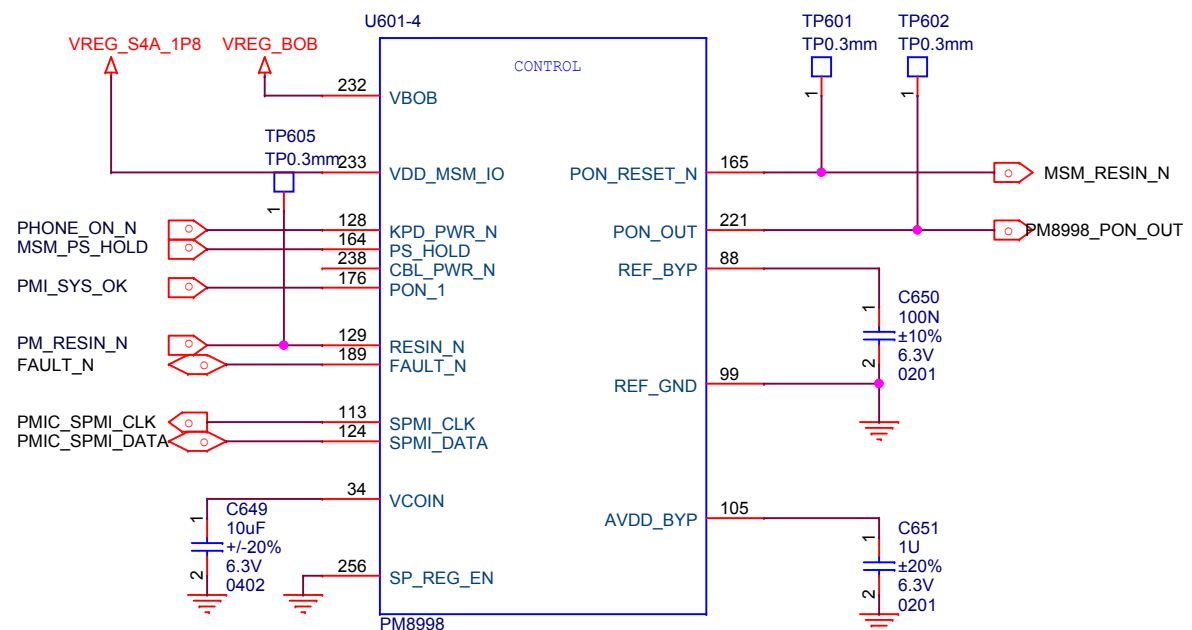 U601-4
TP601
TP0.3mm
TP602
TP0.3mm
VREG_S4A_1P8
VREG_BOB
CONTROL
232
VBOB
1
1
TP605
TP0.3mm
233
VDD_MSM_IO
PON_RESET_N
165
MSM_RESIN_N
1
PHONE_ON_N
128
KPD_PWR_N
PON_OUT
221
PM8998_PON_OUT
MSM_PS_HOLD
164
PS_HOLD
238
CBL_PWR_N
REF_BYP
88
PMI_SYS_OK
176
PON_1
1
C650
100N
±10%
6.3V
0201
2
PM_RESIN_N
129
RESIN_N
FAULT_N
189
FAULT_N
REF_GND
99
PMIC_SPMI_CLK
113
SPMI_CLK
PMIC_SPMI_DATA
124
SPMI_DATA
34
VCOIN
1
C649
10uF
+/-20%
6.3V
0402
2
AVDD_BYP
105
1
C651
1U
±20%
6.3V
0201
2
256
SP_REG_EN
PM8998